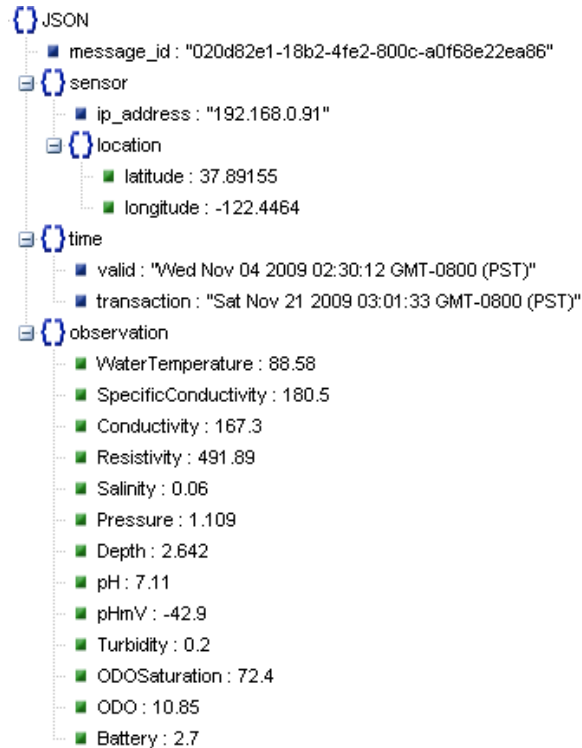 {} JSON
message_id : "020d82e1-18b2-4fe2-800c-a0f68e22ea86"
{} sensor
ip_address : "192.168.0.91"
{} location
latitude : 37.89155
longitude : -122.4464
{} time
valid : "Wed Nov 04 2009 02:30:12 GMT-0800 (PST)"
transaction : "Sat Nov 21 2009 03:01:33 GMT-0800 (PST)"
{} observation
WaterTemperature : 88.58
SpecificConductivity : 180.5
Conductivity : 167.3
Resistivity : 491.89
Salinity : 0.06
Pressure : 1.109
Depth : 2.642
pH : 7.11
pHmV : -42.9
Turbidity : 0.2
ODOSaturation : 72.4
ODO : 10.85
Battery : 2.7